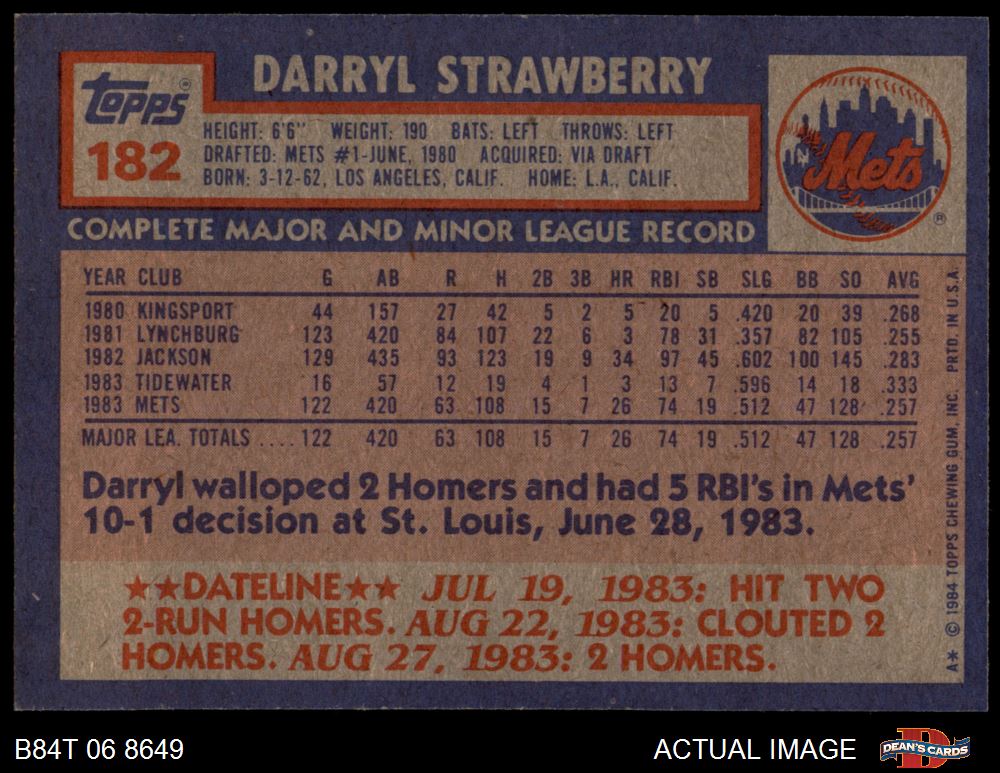 DARRYL STRAWBERRY
Topps®
182
HEIGHT: 6'6" WEIGHT: 190 BATS: LEFT THROWS: LEFT
DRAFTED: METS #1-JUNE, 1980 ACQUIRED: VIA DRAFT
BORN: 3-12-62, LOS ANGELES, CALIF. HOME: L.A., CALIF.
NY
Mets
®
COMPLETE MAJOR AND MINOR LEAGUE RECORD
YEAR CLUB G AB R H 2B 3B HR RBI SB SLG BB SO AVG
1980 KINGSPORT 44 157 27 42 5 2 5 20 5 .420 20 39 .268
1981 LYNCHBURG 123 420 84 107 22 6 3 78 31 .357 82 105 .255
1982 JACKSON 129 435 93 123 19 9 34 97 45 .602 100 145 .283
1983 TIDEWATER 16 57 12 19 4 1 3 13 7 .596 14 18 .333
1983 METS 122 420 63 108 15 7 26 74 19 .512 47 128 .257
MAJOR LEA. TOTALS .... 122 420 63 108 15 7 26 74 19 .512 47 128 .257
Darryl walloped 2 Homers and had 5 RBI's in Mets'
10-1 decision at St. Louis, June 28, 1983.
★★DATELINE★★ JUL 19, 1983: HIT TWO
2-RUN HOMERS. AUG 22, 1983: CLOUTED 2
HOMERS. AUG 27, 1983: 2 HOMERS.
A* © 1984 TOPPS CHEWING GUM, INC. PRTD. IN U.S.A.
B84T 06 8649
ACTUAL IMAGE
DEAN'S CARDS